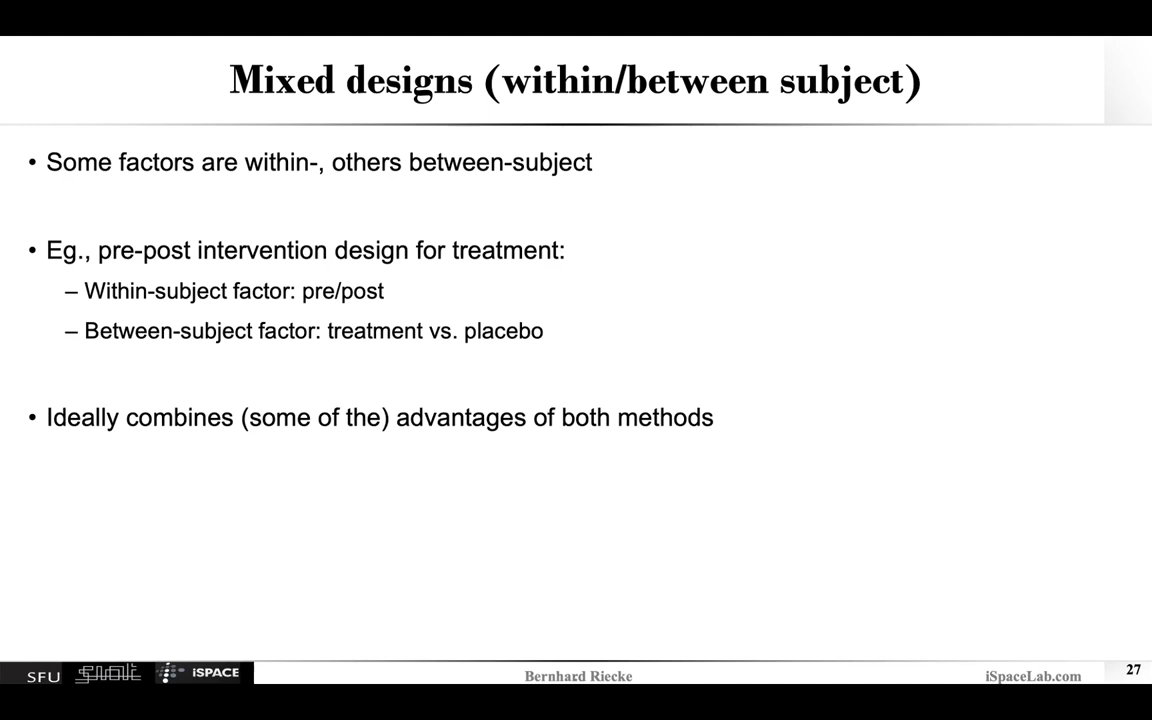 Mixed designs (within/between subject)
• Some factors are within-, others between-subject
• Eg., pre-post intervention design for treatment:
– Within-subject factor: pre/post
– Between-subject factor: treatment vs. placebo
• Ideally combines (some of the) advantages of both methods
SFU
iSPACE
Bernhard Riecke
iSpaceLab.com
27